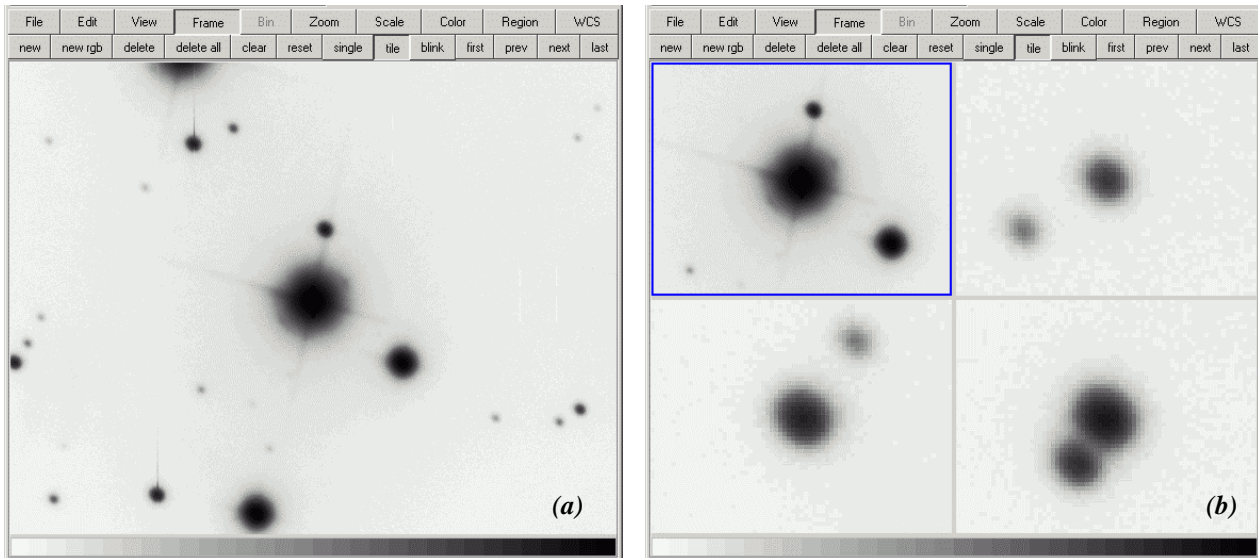 File Edit View Frame Bin Zoom Scale Color Region WCS
new new rgb delete delete all clear reset single tile blink first prev next last
(a)
File Edit View Frame Bin Zoom Scale Color Region WCS
new new rgb delete delete all clear reset single tile blink first prev next last
(b)